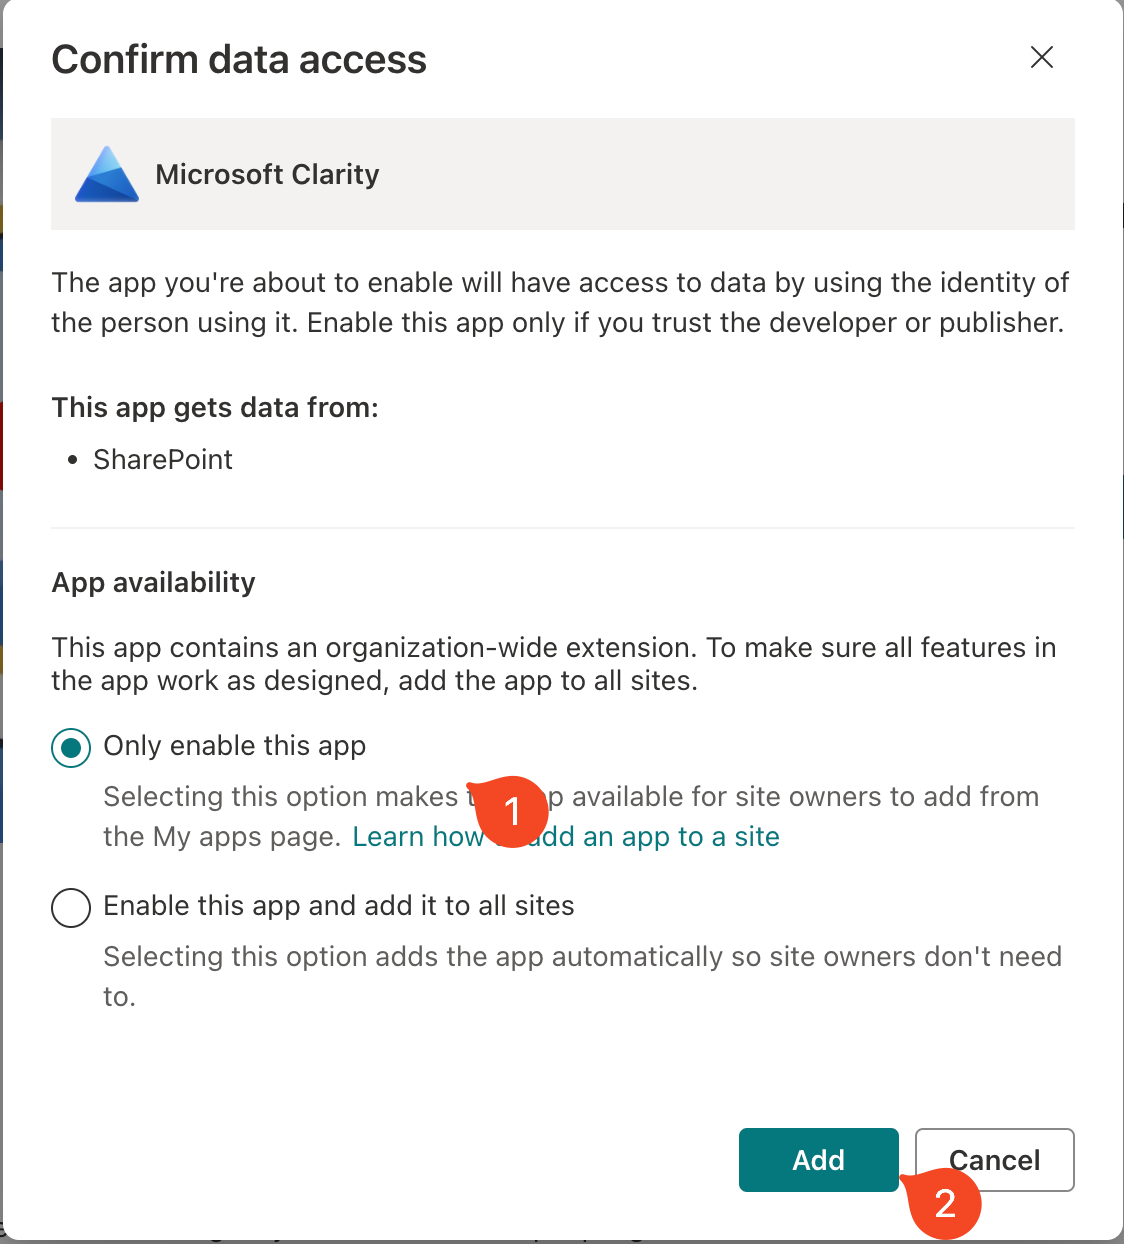 Confirm data access
Microsoft Clarity
The app you're about to enable will have access to data by using the identity of
the person using it. Enable this app only if you trust the developer or publisher.
This app gets data from:
• SharePoint
App availability
This app contains an organization-wide extension. To make sure all features in
the app work as designed, add the app to all sites.
Only enable this app
Selecting this option makes available for site owners to add from
1
the My apps page. Learn how add an app to a site
Enable this app and add it to all sites
Selecting this option adds the app automatically so site owners don't need
to.
Add
Cancel
2